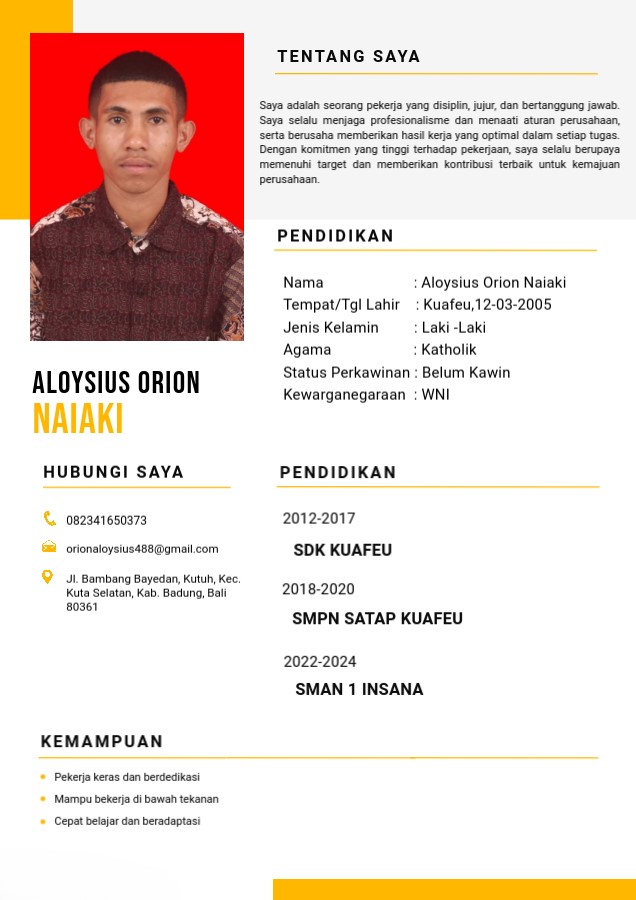 TENTANG SAYA
Saya adalah seorang pekerja yang disiplin, jujur, dan bertanggung jawab.
Saya selalu menjaga profesionalisme dan menaati aturan perusahaan,
serta berusaha memberikan hasil kerja yang optimal dalam setiap tugas.
Dengan komitmen yang tinggi terhadap pekerjaan, saya selalu berupaya
memenuhi target dan memberikan kontribusi terbaik untuk kemajuan
perusahaan.
PENDIDIKAN
Nama : Aloysius Orion Naiaki
Tempat/Tgl Lahir : Kuafeu,12-03-2005
Jenis Kelamin : Laki -Laki
Agama : Katholik
Status Perkawinan : Belum Kawin
Kewarganegaraan : WNI
ALOYSIUS ORION
NAIAKI
HUBUNGI SAYA
082341650373
orionaloysius488@gmail.com
Jl. Bambang Bayedan, Kutuh, Kec.
Kuta Selatan, Kab. Badung, Bali
80361
PENDIDIKAN
2012-2017
SDK KUAFEU
2018-2020
SMPN SATAP KUAFEU
2022-2024
SMAN 1 INSANA
KEMAMPUAN
Pekerja keras dan berdedikasi
Mampu bekerja di bawah tekanan
Cepat belajar dan beradaptasi